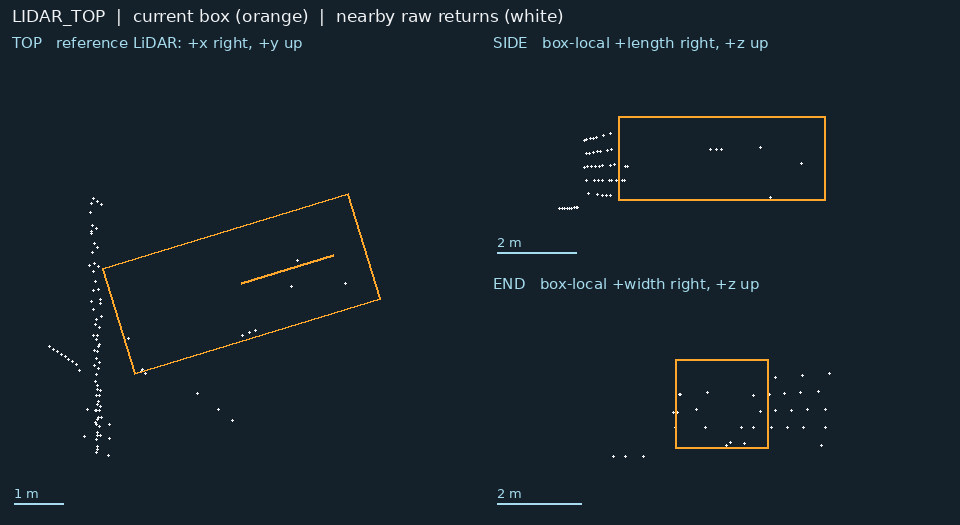 LIDAR_TOP  |  current box (orange)  |  nearby raw returns (white)
TOP   reference LiDAR: +x right, +y up
SIDE   box-local +length right, +z up
2 m
END   box-local +width right, +z up
1 m
2 m